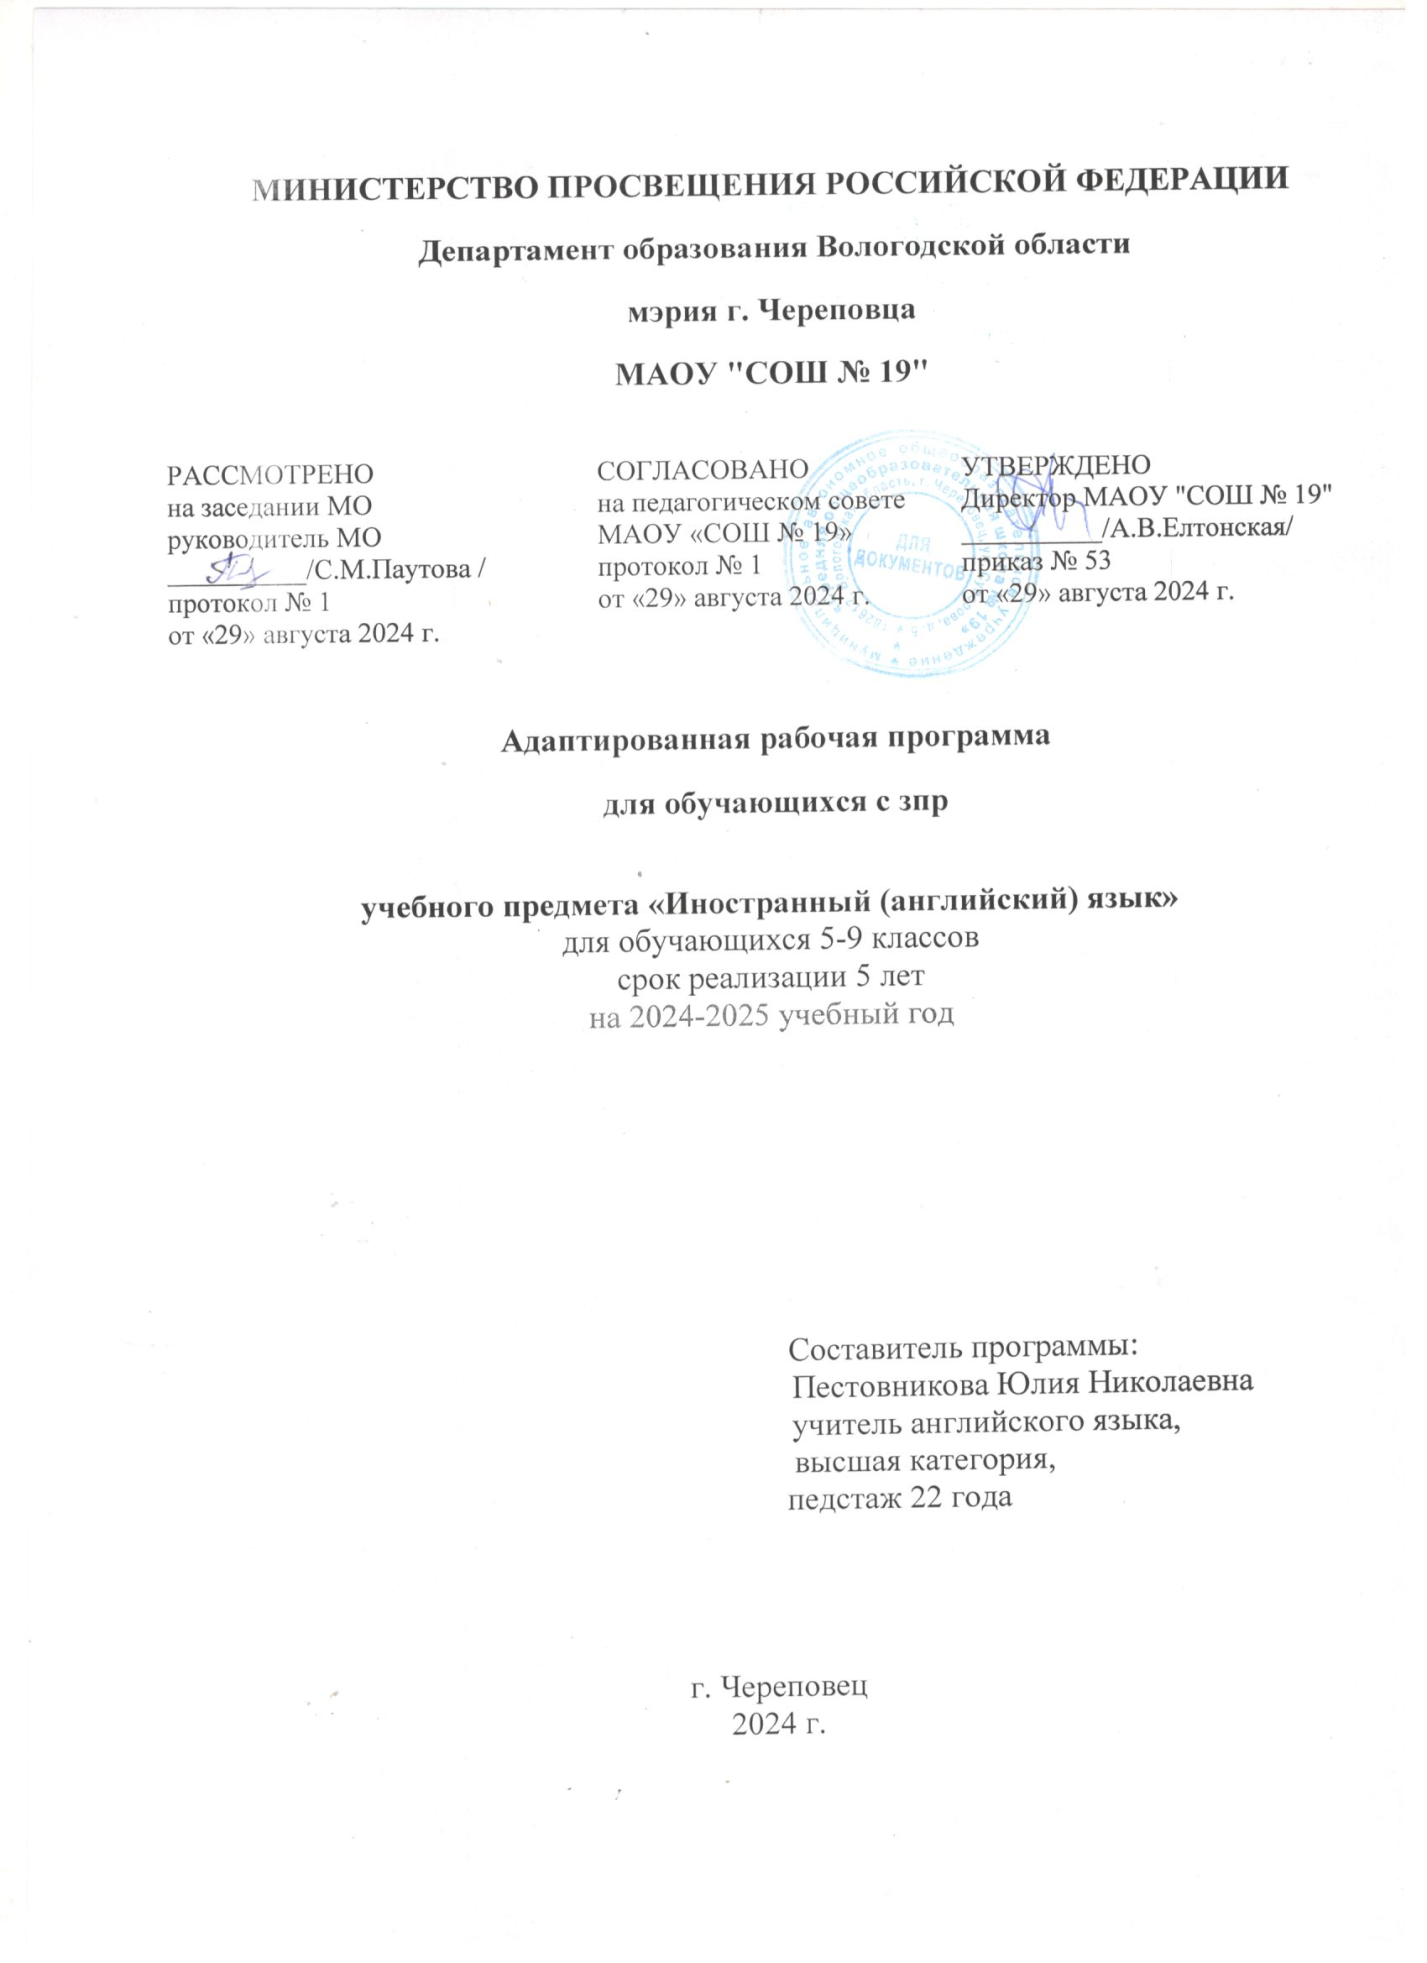 МИНИСТЕРСТВО ПРОСВЕЩЕНИЯ РОССИЙСКОЙ ФЕДЕРАЦИИ
Департамент образования Вологодской области
мэрия г. Череповца
МАОУ "СОШ № 19"
РАССМОТРЕНО
на заседании МО
руководитель МО
__________/С.М.Паутова /
протокол № 1
от «29» августа 2024 г.
СОГЛАСОВАНО
на педагогическом совете
МАОУ «СОШ № 19»
протокол № 1
от «29» августа 2024 г.
УТВЕРЖДЕНО
Директор МАОУ "СОШ № 19"
__________/А.В.Елтонская/
приказ № 53
от «29» августа 2024 г.
ДЛЯ
ДОКУМЕНТОВ
Адаптированная рабочая программа
для обучающихся с зпр
учебного предмета «Иностранный (английский) язык»
для обучающихся 5-9 классов
срок реализации 5 лет
на 2024-2025 учебный год
Составитель программы:
Пестовникова Юлия Николаевна
учитель английского языка,
высшая категория,
педстаж 22 года
г. Череповец
2024 г.